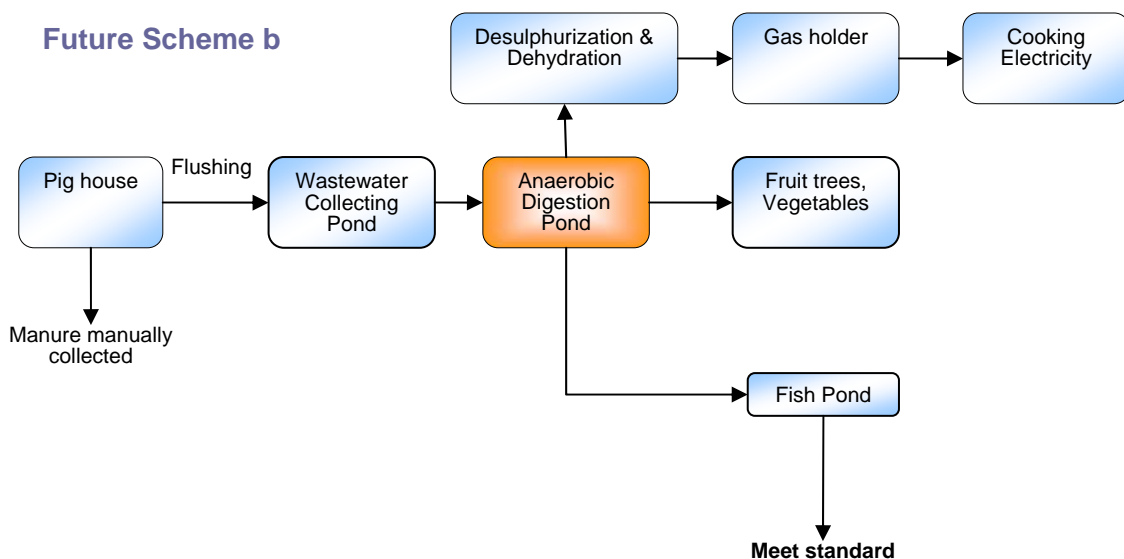 Future Scheme b
Desulphurization &
Dehydration
Gas holder
Cooking
Electricity
Pig house
Flushing
Wastewater
Collecting
Pond
Anaerobic
Digestion
Pond
Fruit trees,
Vegetables
Manure manually
collected
Fish Pond
Meet standard